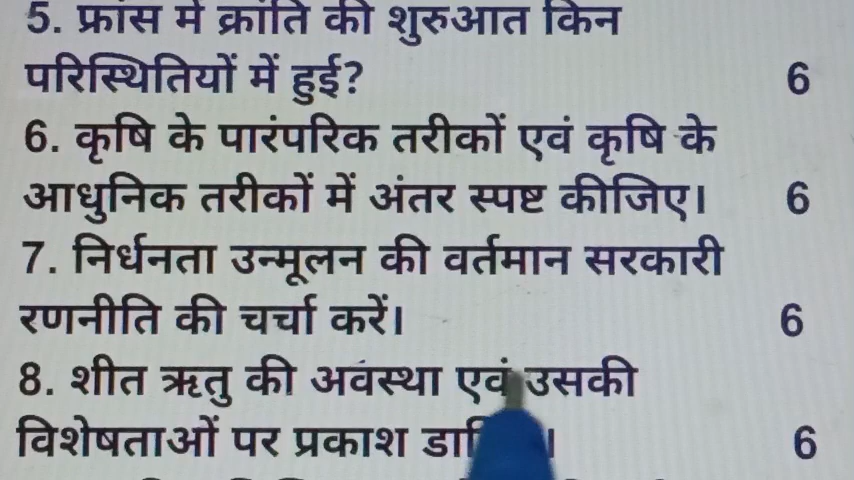 5. फ्रांस में क्रांति की शुरुआत किन
परिस्थितियों में हुई? 6
6. कृषि के पारंपरिक तरीकों एवं कृषि के
आधुनिक तरीकों में अंतर स्पष्ट कीजिए। 6
7. निर्धनता उन्मूलन की वर्तमान सरकारी
रणनीति की चर्चा करें। 6
8. शीत ऋतु की अवस्था एवं उसकी
विशेषताओं पर प्रकाश 6